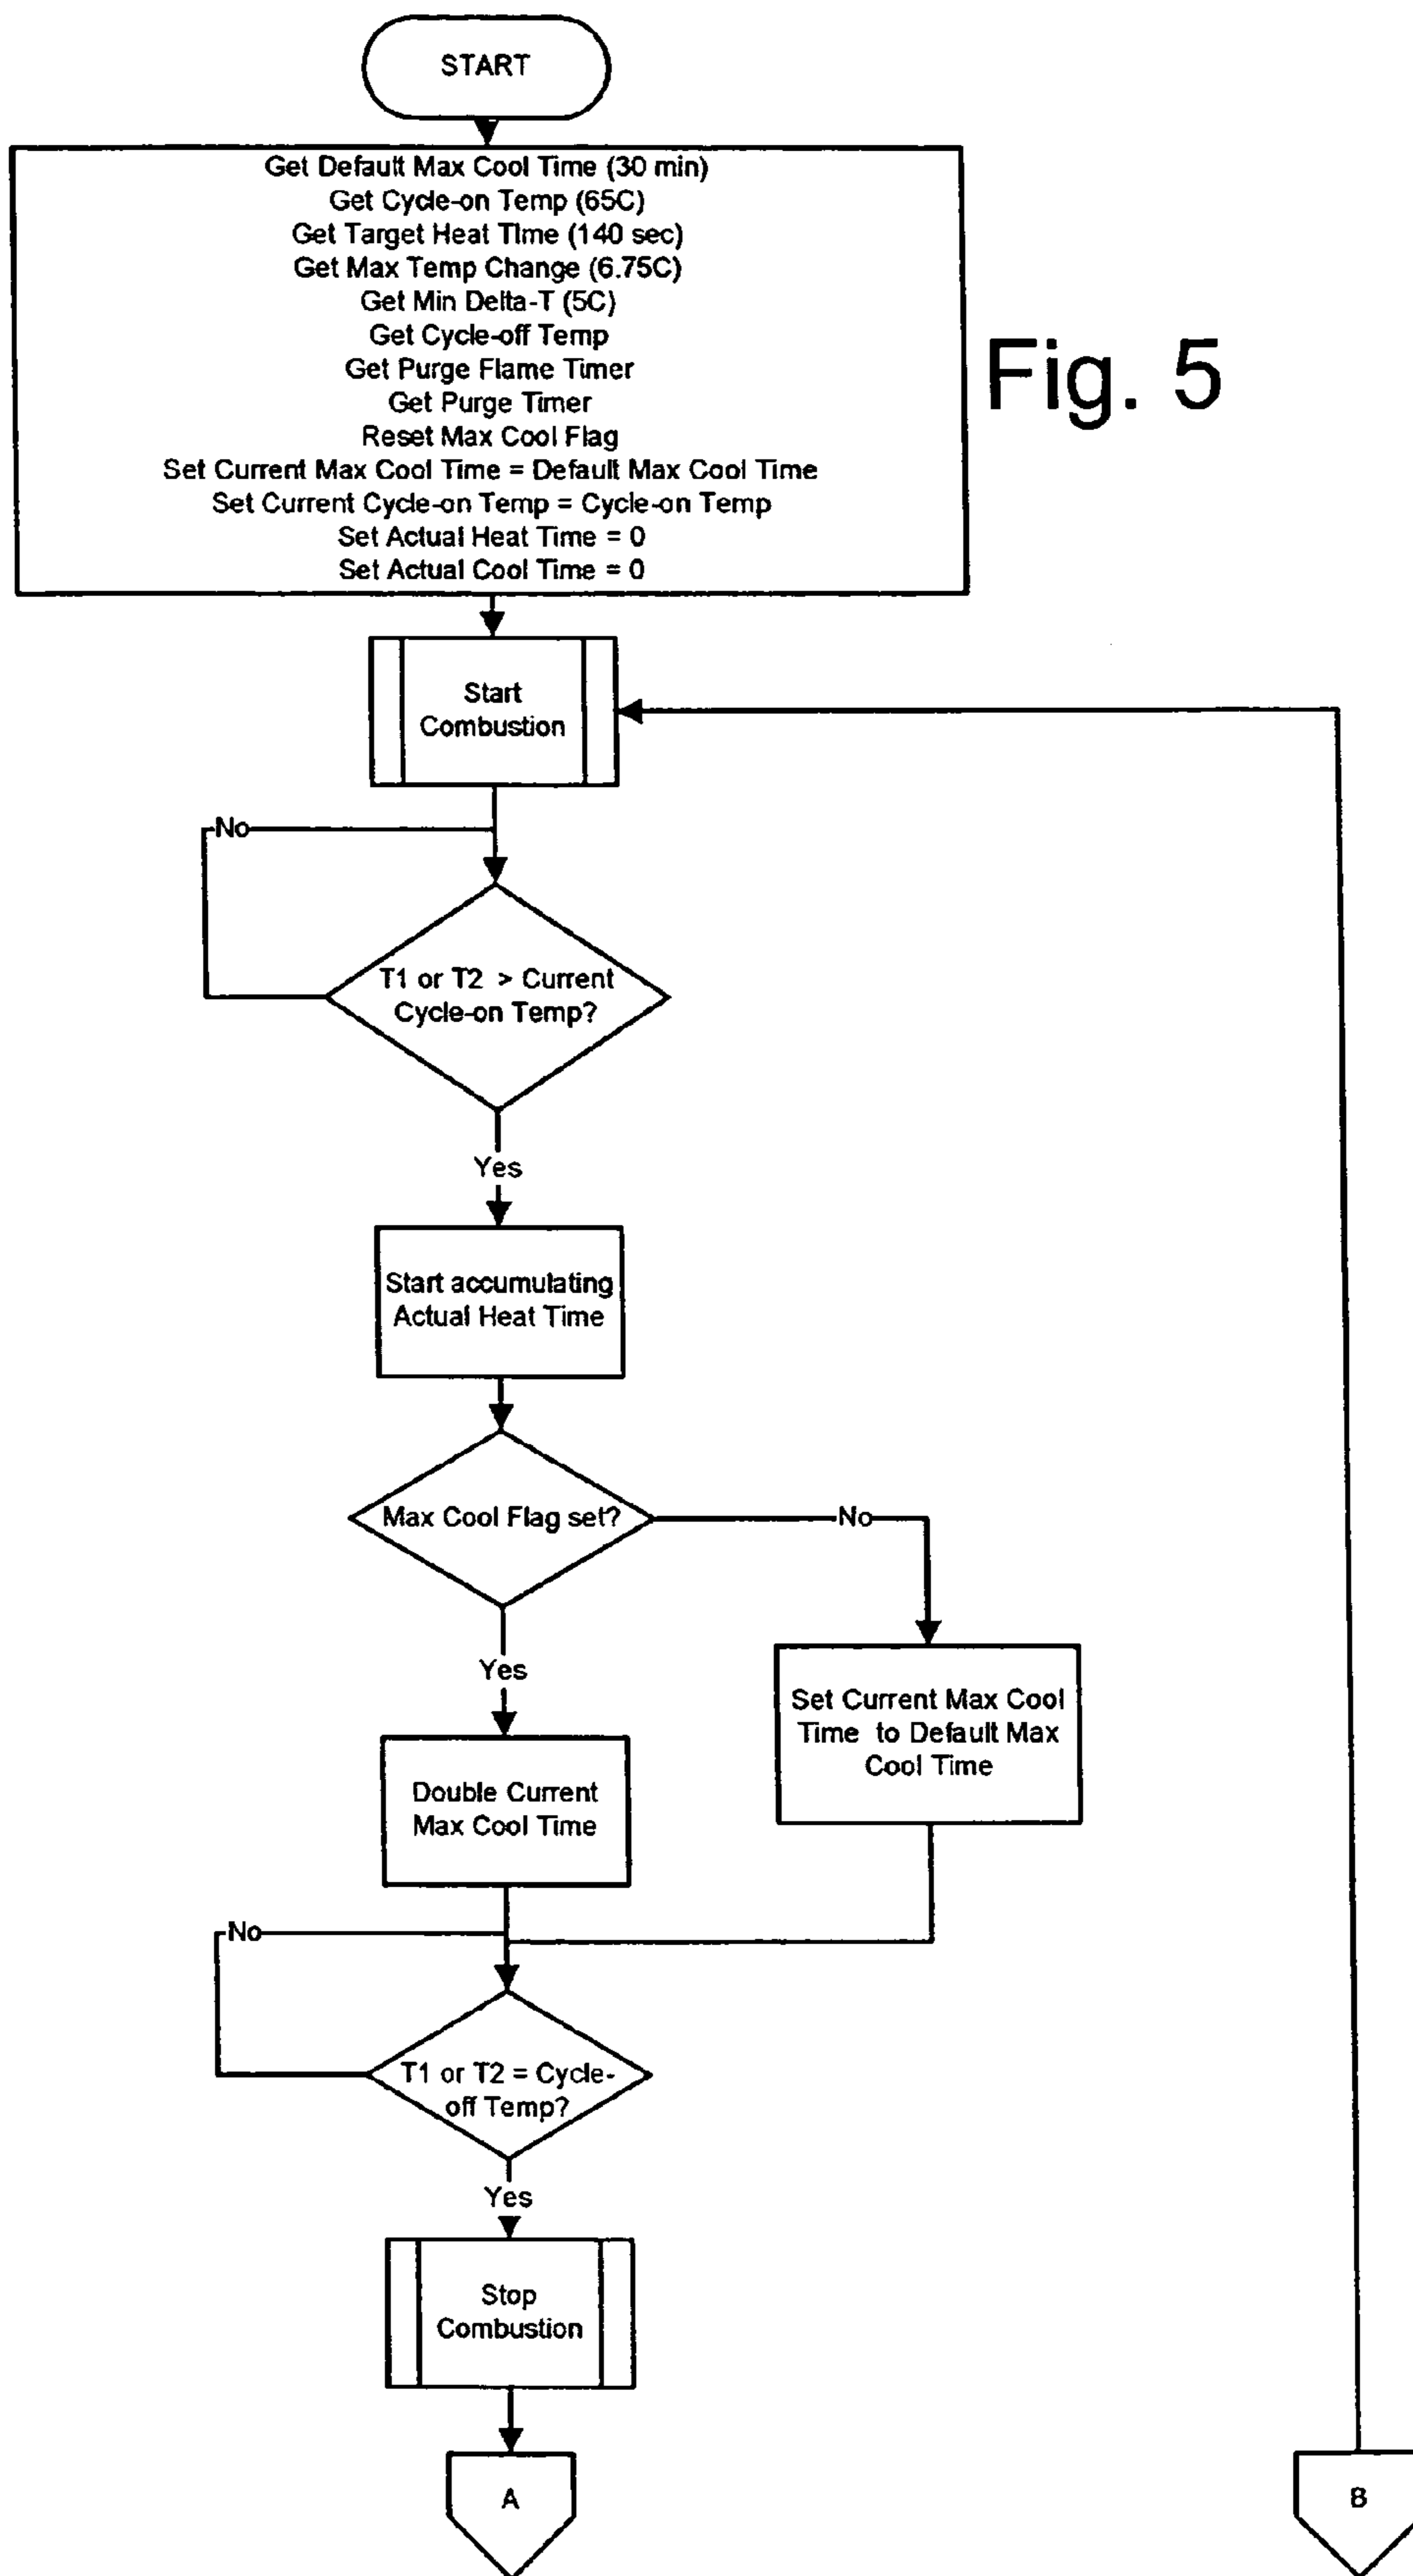 START
Get Default Max Cool Time (30 min)
Get Cycle-on Temp (65C)
Get Target Heat Time (140 sec)
Get Max Temp Change (6.75C)
Get Min Delta-T (5C)
Get Cycle-off Temp
Get Purge Flame Timer
Get Purge Timer
Reset Max Cool Flag
Set Current Max Cool Time = Default Max Cool Time
Set Current Cycle-on Temp = Cycle-on Temp
Set Actual Heat Time = 0
Set Actual Cool Time = 0
Fig. 5
Start
Combustion
No
T1 or T2 > Current
Cycle-on Temp?
Yes
Start accumulating
Actual Heat Time
Max Cool Flag set?
No
Yes
Set Current Max Cool
Time to Default Max
Cool Time
Double Current
Max Cool Time
No
T1 or T2 = Cycle-
off Temp?
Yes
Stop
Combustion
A
B